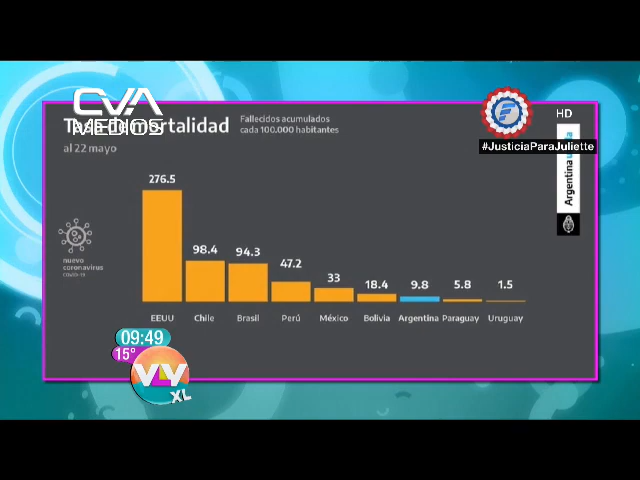 CVA
MEDIOS
Tasa de mortalidad
al 22 mayo
Fallecidos acumulados
cada 100.000 habitantes
HD
#JusticiaParaJuliette
Argentina
276.5
98.4
94.3
47.2
33
18.4
9.8
5.8
1.5
nuevo
coronavirus
COVID-19
EEUU Chile Brasil Perú México Bolivia Argentina Paraguay Uruguay
09:49
15°
VLY
XL